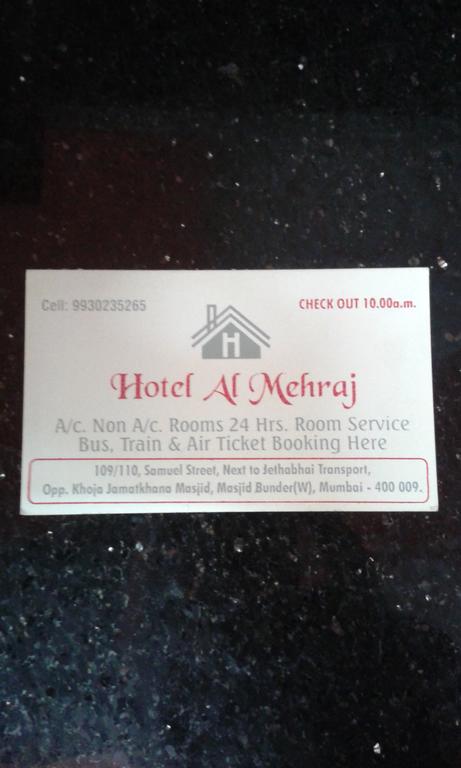 Cell: 9930235265
CHECK OUT 10.00a.m.
H
Hotel Al Mehraj
A/c. Non A/c. Rooms 24 Hrs. Room Service
Bus, Train & Air Ticket Booking Here
109/110, Samuel Street, Next to Jethabhai Transport,
Opp. Khoja Jamatkhana Masjid, Masjid Bunder(W), Mumbai - 400 009.